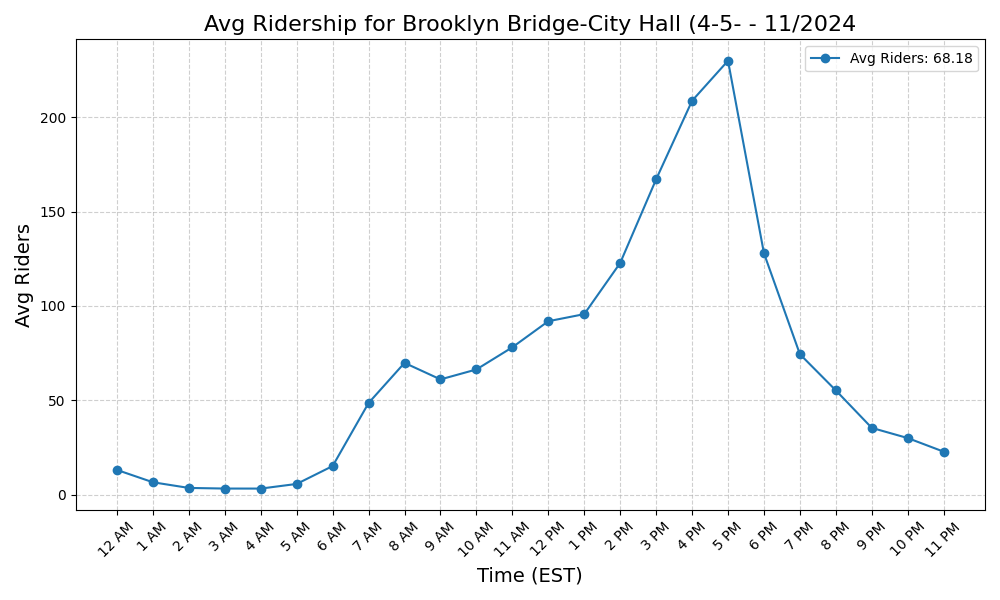 Avg Ridership for Brooklyn Bridge-City Hall (4-5- - 11/2024
Avg Riders: 68.18
Avg Riders
200
150
100
50
0
12 AM
1 AM
2 AM
3 AM
4 AM
5 AM
6 AM
7 AM
8 AM
9 AM
10 AM
11 AM
12 PM
1 PM
2 PM
3 PM
4 PM
5 PM
6 PM
7 PM
8 PM
9 PM
10 PM
11 PM
Time (EST)